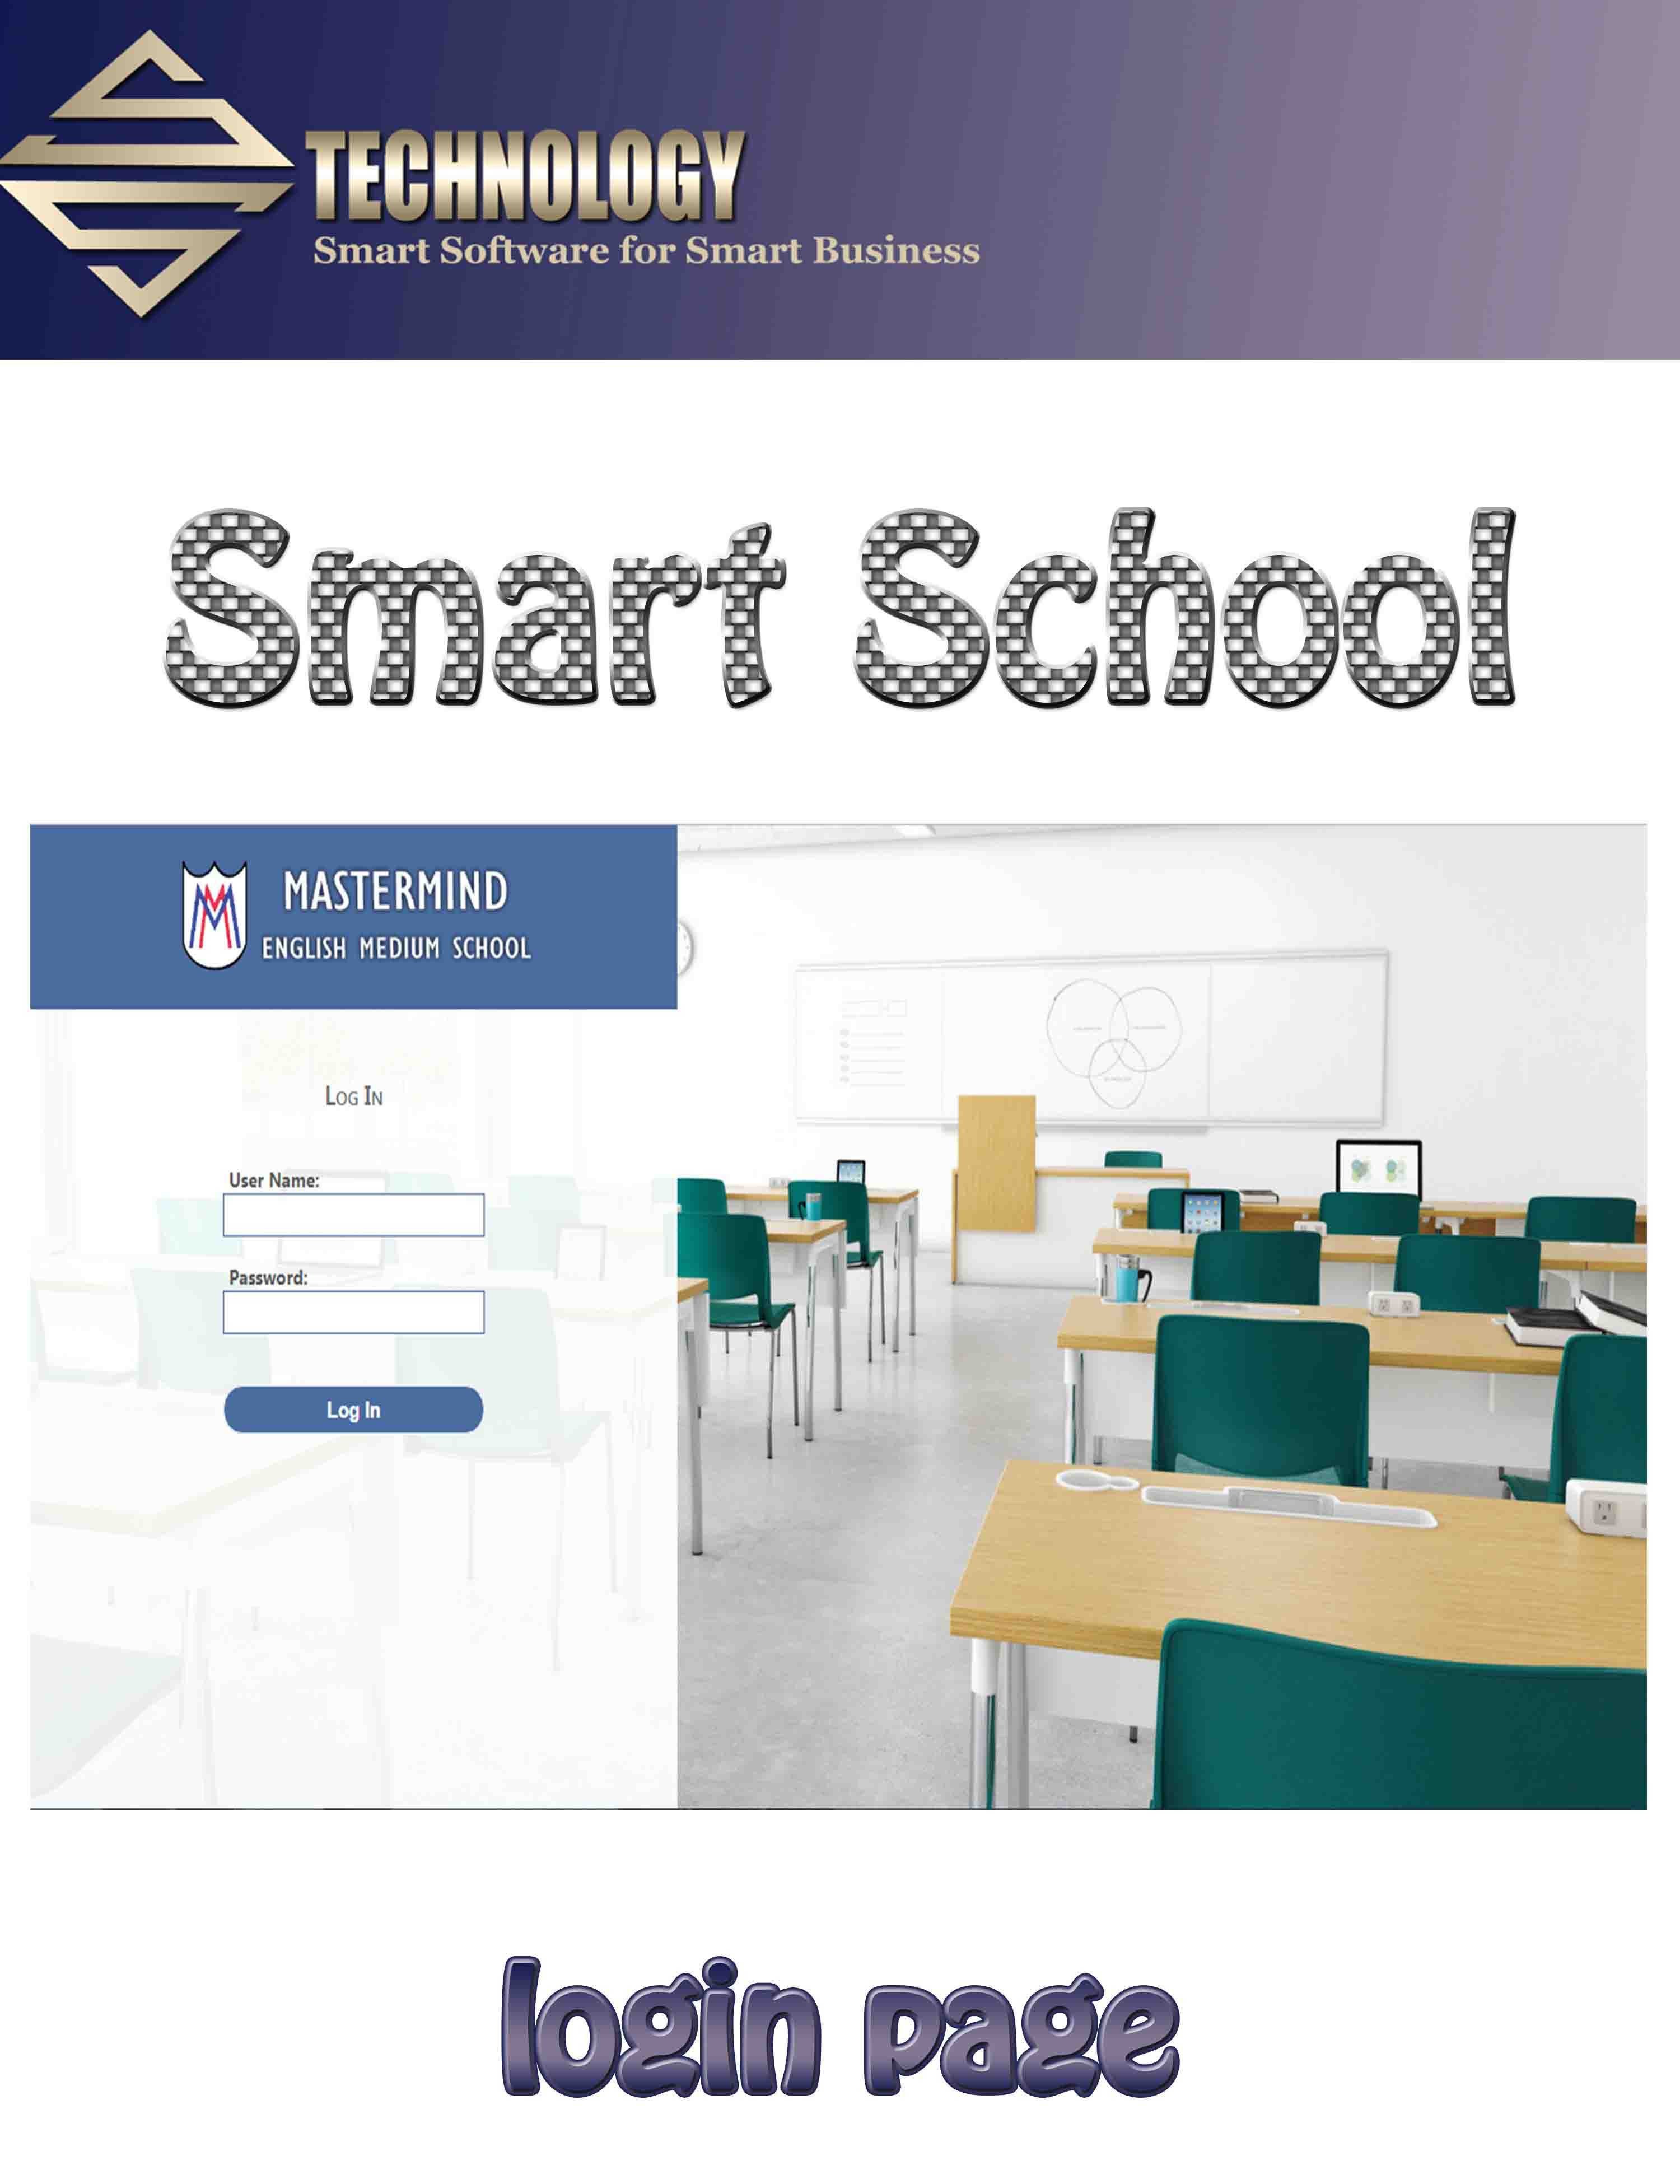 TECHNOLOGY
Smart Software for Smart Business
Smart School
MASTERMIND
ENGLISH MEDIUM SCHOOL
LOG IN
User Name:
Password:
Log In
login page